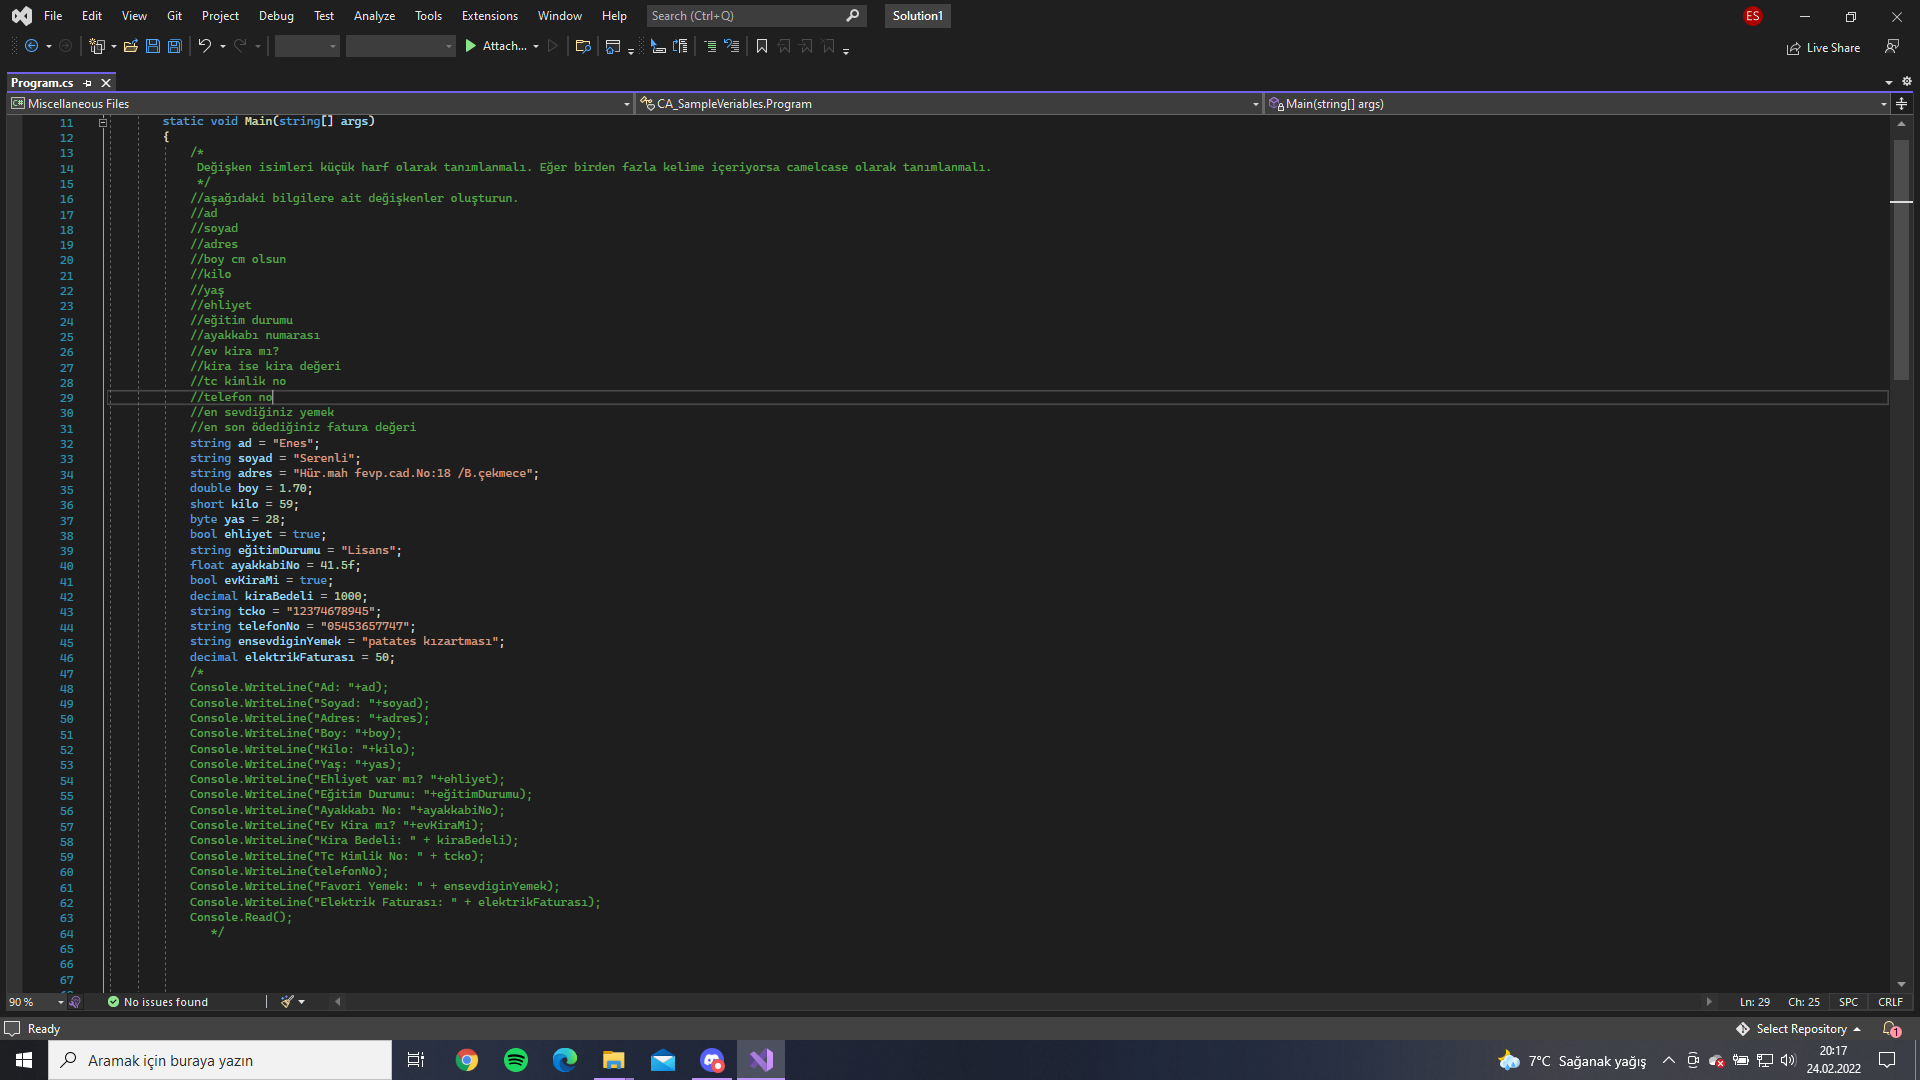 File Edit View Git Project Debug Test Analyze Tools Extensions Window Help Search (Ctrl+Q) Solution1 ES
Attach... Live Share
Program.cs
Miscellaneous Files CA_SampleVeriables.Program Main(string[] args)
11 static void Main(string[] args)
12 {
13 /*
14 Değişken isimleri küçük harf olarak tanımlanmalı. Eğer birden fazla kelime içeriyorsa camelcase olarak tanımlanmalı.
15 */
16 //aşağıdaki bilgilere ait değişkenler oluşturun.
17 //ad
18 //soyad
19 //adres
20 //boy cm olsun
21 //kilo
22 //yaş
23 //ehliyet
24 //eğitim durumu
25 //ayakkabı numarası
26 //ev kira mı?
27 //kira ise kira değeri
28 //tc kimlik no
29 //telefon no
30 //en sevdiğiniz yemek
31 //en son ödediğiniz fatura değeri
32 string ad = "Enes";
33 string soyad = "Serenli";
34 string adres = "Hür.mah fevp.cad.No:18 /B.çekmece";
35 double boy = 1.70;
36 short kilo = 59;
37 byte yas = 28;
38 bool ehliyet = true;
39 string eğitimDurumu = "Lisans";
40 float ayakkabiNo = 41.5f;
41 bool evKiraMi = true;
42 decimal kiraBedeli = 1000;
43 string tcko = "12374678945";
44 string telefonNo = "05453657747";
45 string ensevdiginYemek = "patates kızartması";
46 decimal elektrikFaturası = 50;
47 /*
48 Console.WriteLine("Ad: "+ad);
49 Console.WriteLine("Soyad: "+soyad);
50 Console.WriteLine("Adres: "+adres);
51 Console.WriteLine("Boy: "+boy);
52 Console.WriteLine("Kilo: "+kilo);
53 Console.WriteLine("Yaş: "+yas);
54 Console.WriteLine("Ehliyet var mı? "+ehliyet);
55 Console.WriteLine("Eğitim Durumu: "+eğitimDurumu);
56 Console.WriteLine("Ayakkabı No: "+ayakkabiNo);
57 Console.WriteLine("Ev Kira mı? "+evKiraMi);
58 Console.WriteLine("Kira Bedeli: " + kiraBedeli);
59 Console.WriteLine("Tc Kimlik No: " + tcko);
60 Console.WriteLine(telefonNo);
61 Console.WriteLine("Favori Yemek: " + ensevdiginYemek);
62 Console.WriteLine("Elektrik Faturası: " + elektrikFaturası);
63 Console.Read();
64 */
65
66
67
90 % No issues found Ln: 29 Ch: 25 SPC CRLF
Ready Select Repository 1
Aramak için buraya yazın 7°C Sağanak yağış 20:17
24.02.2022